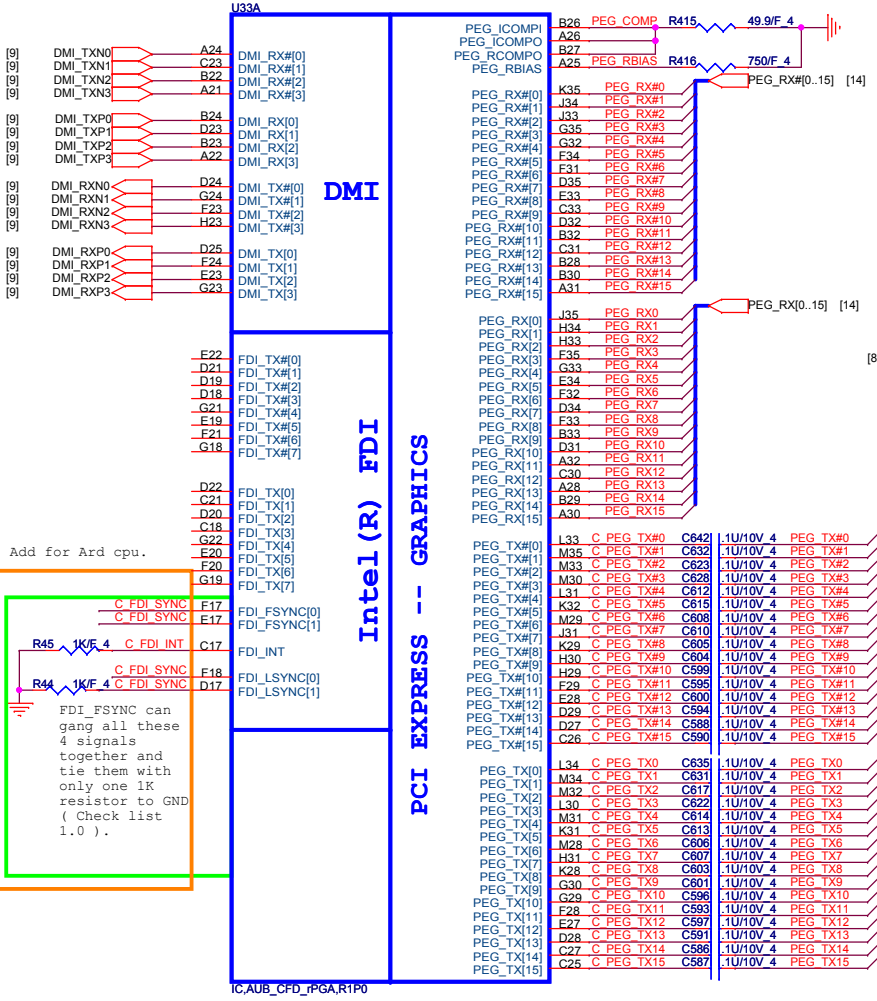 U33A
[9] DMI_TXN0 A24 DMI_RX#[0]
[9] DMI_TXN1 C23 DMI_RX#[1]
[9] DMI_TXN2 B22 DMI_RX#[2]
[9] DMI_TXN3 A21 DMI_RX#[3]
[9] DMI_TXP0 B24 DMI_RX[0]
[9] DMI_TXP1 D23 DMI_RX[1]
[9] DMI_TXP2 B23 DMI_RX[2]
[9] DMI_TXP3 A22 DMI_RX[3]
[9] DMI_RXN0 D24 DMI_TX#[0]
[9] DMI_RXN1 G24 DMI_TX#[1]
[9] DMI_RXN2 F23 DMI_TX#[2]
[9] DMI_RXN3 H23 DMI_TX#[3]
[9] DMI_RXP0 D25 DMI_TX[0]
[9] DMI_RXP1 F24 DMI_TX[1]
[9] DMI_RXP2 E23 DMI_TX[2]
[9] DMI_RXP3 G23 DMI_TX[3]
DMI
E22 FDI_TX#[0]
D21 FDI_TX#[1]
D19 FDI_TX#[2]
D18 FDI_TX#[3]
G21 FDI_TX#[4]
E19 FDI_TX#[5]
F21 FDI_TX#[6]
G18 FDI_TX#[7]
D22 FDI_TX[0]
C21 FDI_TX[1]
D20 FDI_TX[2]
C18 FDI_TX[3]
G22 FDI_TX[4]
E20 FDI_TX[5]
F20 FDI_TX[6]
G19 FDI_TX[7]
Intel(R) FDI
Add for Ard cpu.
C_FDI_SYNC F17 FDI_FSYNC[0]
C_FDI_SYNC E17 FDI_FSYNC[1]
R45 1K/F_4 C_FDI_INT C17 FDI_INT
C_FDI_SYNC F18 FDI_LSYNC[0]
R44 1K/F_4 C_FDI_SYNC D17 FDI_LSYNC[1]
FDI_FSYNC can
gang all these
4 signals
together and
tie them with
only one 1K
resistor to GND
( Check list
1.0 ).
PCI EXPRESS -- GRAPHICS
PEG_ICOMPI B26 PEG_COMP R415 49.9/F_4
PEG_ICOMPO A26
PEG_RCOMPO B27
PEG_RBIAS A25 PEG_RBIAS R416 750/F_4
PEG_RX#[0..15] [14]
PEG_RX#[0] K35 PEG_RX#0
PEG_RX#[1] J34 PEG_RX#1
PEG_RX#[2] J33 PEG_RX#2
PEG_RX#[3] G35 PEG_RX#3
PEG_RX#[4] G32 PEG_RX#4
PEG_RX#[5] F34 PEG_RX#5
PEG_RX#[6] F31 PEG_RX#6
PEG_RX#[7] D35 PEG_RX#7
PEG_RX#[8] E33 PEG_RX#8
PEG_RX#[9] C33 PEG_RX#9
PEG_RX#[10] D32 PEG_RX#10
PEG_RX#[11] B32 PEG_RX#11
PEG_RX#[12] C31 PEG_RX#12
PEG_RX#[13] B28 PEG_RX#13
PEG_RX#[14] B30 PEG_RX#14
PEG_RX#[15] A31 PEG_RX#15
PEG_RX[0..15] [14]
PEG_RX[0] J35 PEG_RX0
PEG_RX[1] H34 PEG_RX1
PEG_RX[2] H33 PEG_RX2
PEG_RX[3] F35 PEG_RX3
PEG_RX[4] G33 PEG_RX4
PEG_RX[5] E34 PEG_RX5
PEG_RX[6] F32 PEG_RX6
PEG_RX[7] D34 PEG_RX7
PEG_RX[8] F33 PEG_RX8
PEG_RX[9] B33 PEG_RX9
PEG_RX[10] D31 PEG_RX10
PEG_RX[11] A32 PEG_RX11
PEG_RX[12] C30 PEG_RX12
PEG_RX[13] A28 PEG_RX13
PEG_RX[14] B29 PEG_RX14
PEG_RX[15] A30 PEG_RX15
[8
PEG_TX#[0] L33 C_PEG_TX#0 C642 .1U/10V_4 PEG_TX#0
PEG_TX#[1] M35 C_PEG_TX#1 C632 .1U/10V_4 PEG_TX#1
PEG_TX#[2] M33 C_PEG_TX#2 C623 .1U/10V_4 PEG_TX#2
PEG_TX#[3] M30 C_PEG_TX#3 C628 .1U/10V_4 PEG_TX#3
PEG_TX#[4] L31 C_PEG_TX#4 C612 .1U/10V_4 PEG_TX#4
PEG_TX#[5] K32 C_PEG_TX#5 C615 .1U/10V_4 PEG_TX#5
PEG_TX#[6] M29 C_PEG_TX#6 C608 .1U/10V_4 PEG_TX#6
PEG_TX#[7] J31 C_PEG_TX#7 C610 .1U/10V_4 PEG_TX#7
PEG_TX#[8] K29 C_PEG_TX#8 C605 .1U/10V_4 PEG_TX#8
PEG_TX#[9] H30 C_PEG_TX#9 C604 .1U/10V_4 PEG_TX#9
PEG_TX#[10] H29 C_PEG_TX#10 C599 .1U/10V_4 PEG_TX#10
PEG_TX#[11] F29 C_PEG_TX#11 C595 .1U/10V_4 PEG_TX#11
PEG_TX#[12] E28 C_PEG_TX#12 C600 .1U/10V_4 PEG_TX#12
PEG_TX#[13] D29 C_PEG_TX#13 C594 .1U/10V_4 PEG_TX#13
PEG_TX#[14] D27 C_PEG_TX#14 C588 .1U/10V_4 PEG_TX#14
PEG_TX#[15] C26 C_PEG_TX#15 C590 .1U/10V_4 PEG_TX#15
PEG_TX[0] L34 C_PEG_TX0 C635 .1U/10V_4 PEG_TX0
PEG_TX[1] M34 C_PEG_TX1 C631 .1U/10V_4 PEG_TX1
PEG_TX[2] M32 C_PEG_TX2 C617 .1U/10V_4 PEG_TX2
PEG_TX[3] L30 C_PEG_TX3 C622 .1U/10V_4 PEG_TX3
PEG_TX[4] M31 C_PEG_TX4 C614 .1U/10V_4 PEG_TX4
PEG_TX[5] K31 C_PEG_TX5 C613 .1U/10V_4 PEG_TX5
PEG_TX[6] M28 C_PEG_TX6 C606 .1U/10V_4 PEG_TX6
PEG_TX[7] H31 C_PEG_TX7 C607 .1U/10V_4 PEG_TX7
PEG_TX[8] K28 C_PEG_TX8 C603 .1U/10V_4 PEG_TX8
PEG_TX[9] G30 C_PEG_TX9 C601 .1U/10V_4 PEG_TX9
PEG_TX[10] G29 C_PEG_TX10 C596 .1U/10V_4 PEG_TX10
PEG_TX[11] F28 C_PEG_TX11 C593 .1U/10V_4 PEG_TX11
PEG_TX[12] E27 C_PEG_TX12 C597 .1U/10V_4 PEG_TX12
PEG_TX[13] D28 C_PEG_TX13 C591 .1U/10V_4 PEG_TX13
PEG_TX[14] C27 C_PEG_TX14 C586 .1U/10V_4 PEG_TX14
PEG_TX[15] C25 C_PEG_TX15 C587 .1U/10V_4 PEG_TX15
IC,AUB_CFD_rPGA,R1P0